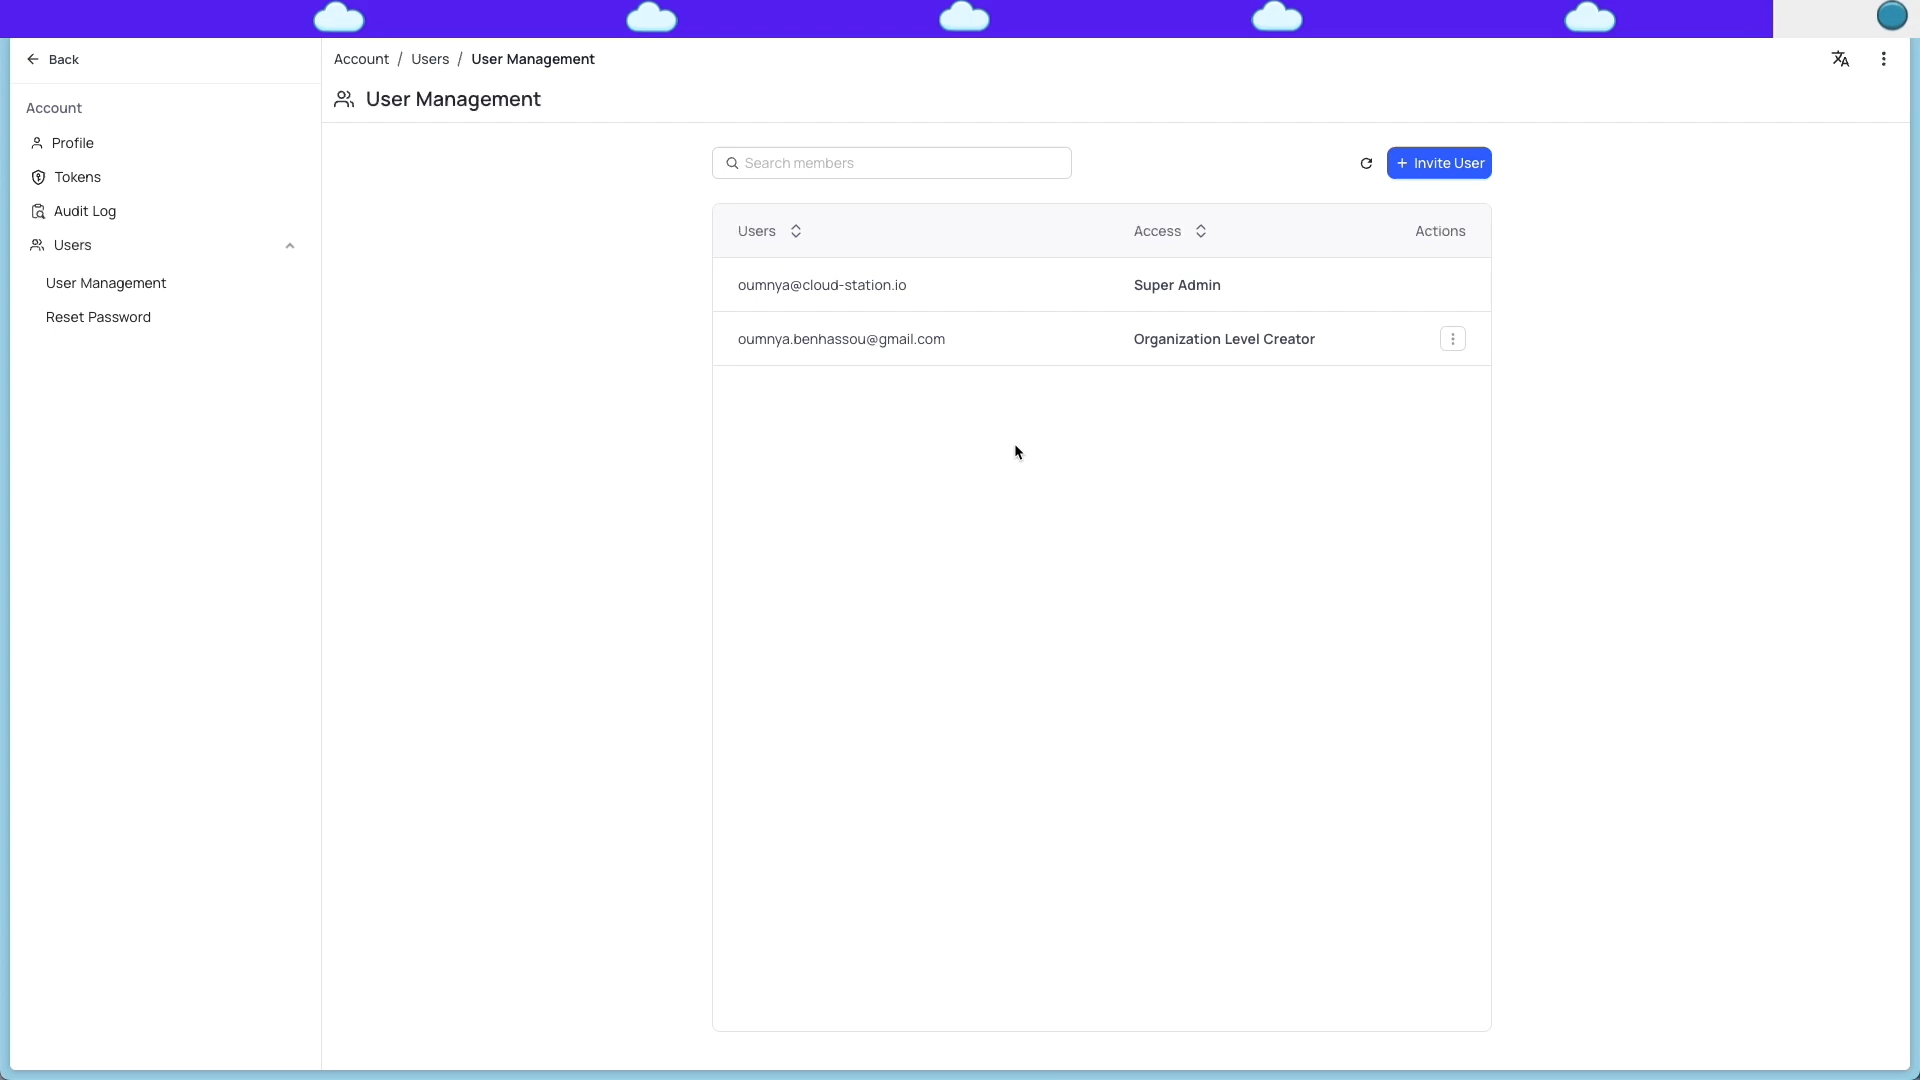 Back
Account / Users / User Management
User Management
Account
Profile
Tokens
Audit Log
Users
User Management
Reset Password
Search members
+ Invite User
Users Access Actions
oumnya@cloud-station.io Super Admin
oumnya.benhassou@gmail.com Organization Level Creator